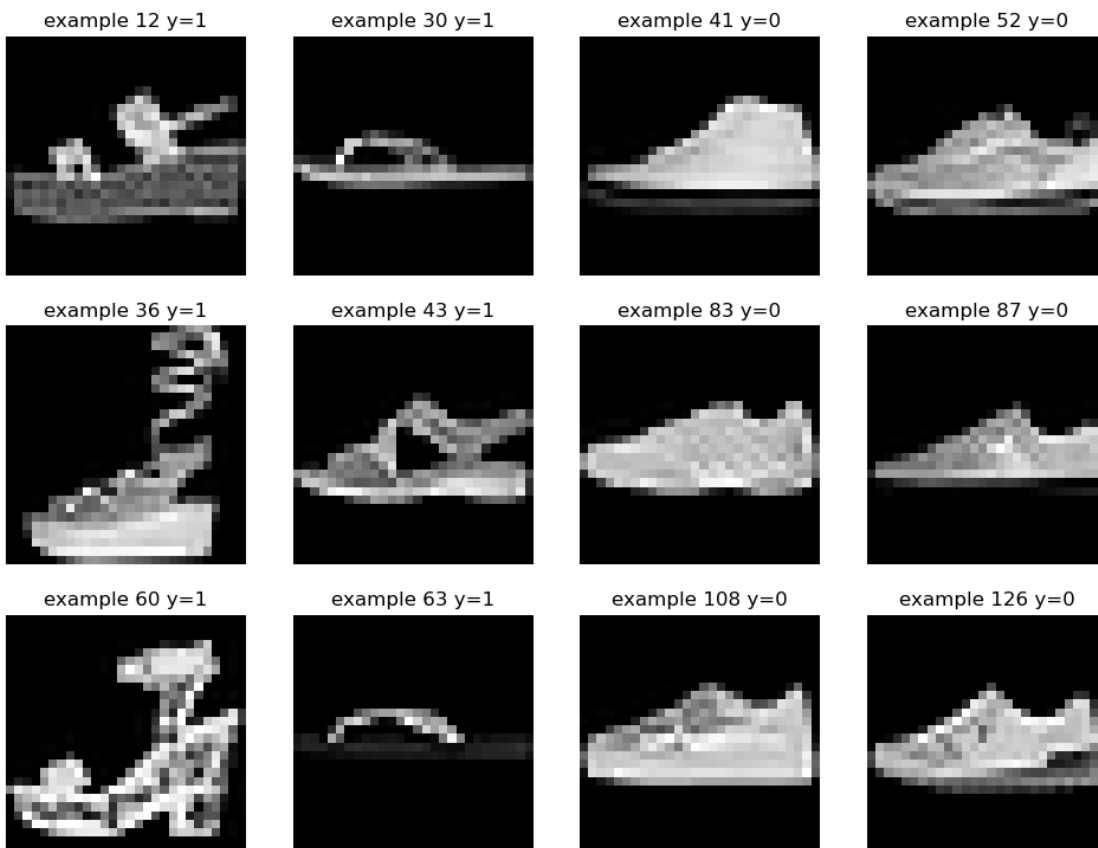 example 12 y=1
example 30 y=1
example 41 y=0
example 52 y=0
example 36 y=1
example 43 y=1
example 83 y=0
example 87 y=0
example 60 y=1
example 63 y=1
example 108 y=0
example 126 y=0